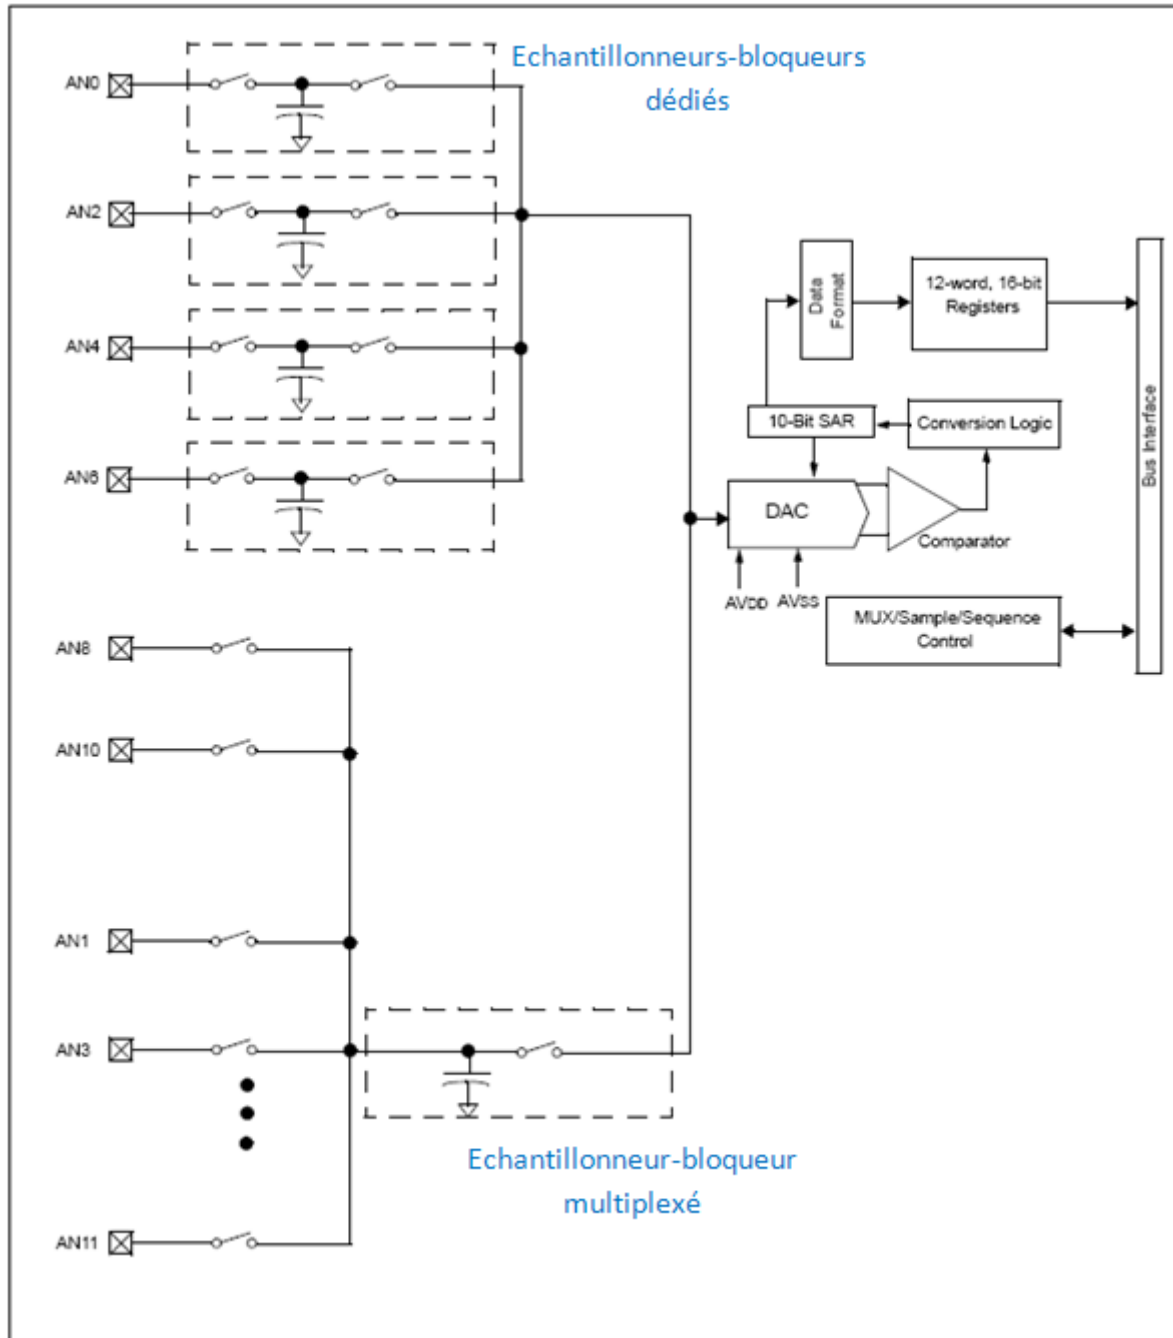 Echantillonneurs-bloqueurs
dédiés
AN0
AN2
AN4
AN6
Data
Format
12-word, 16-bit
Registers
10-Bit SAR
Conversion Logic
DAC
Comparator
AVDD
AVSS
MUX/Sample/Sequence
Control
Bus Interface
AN8
AN10
AN1
AN3
Echantillonneur-bloqueur
multiplexé
AN11